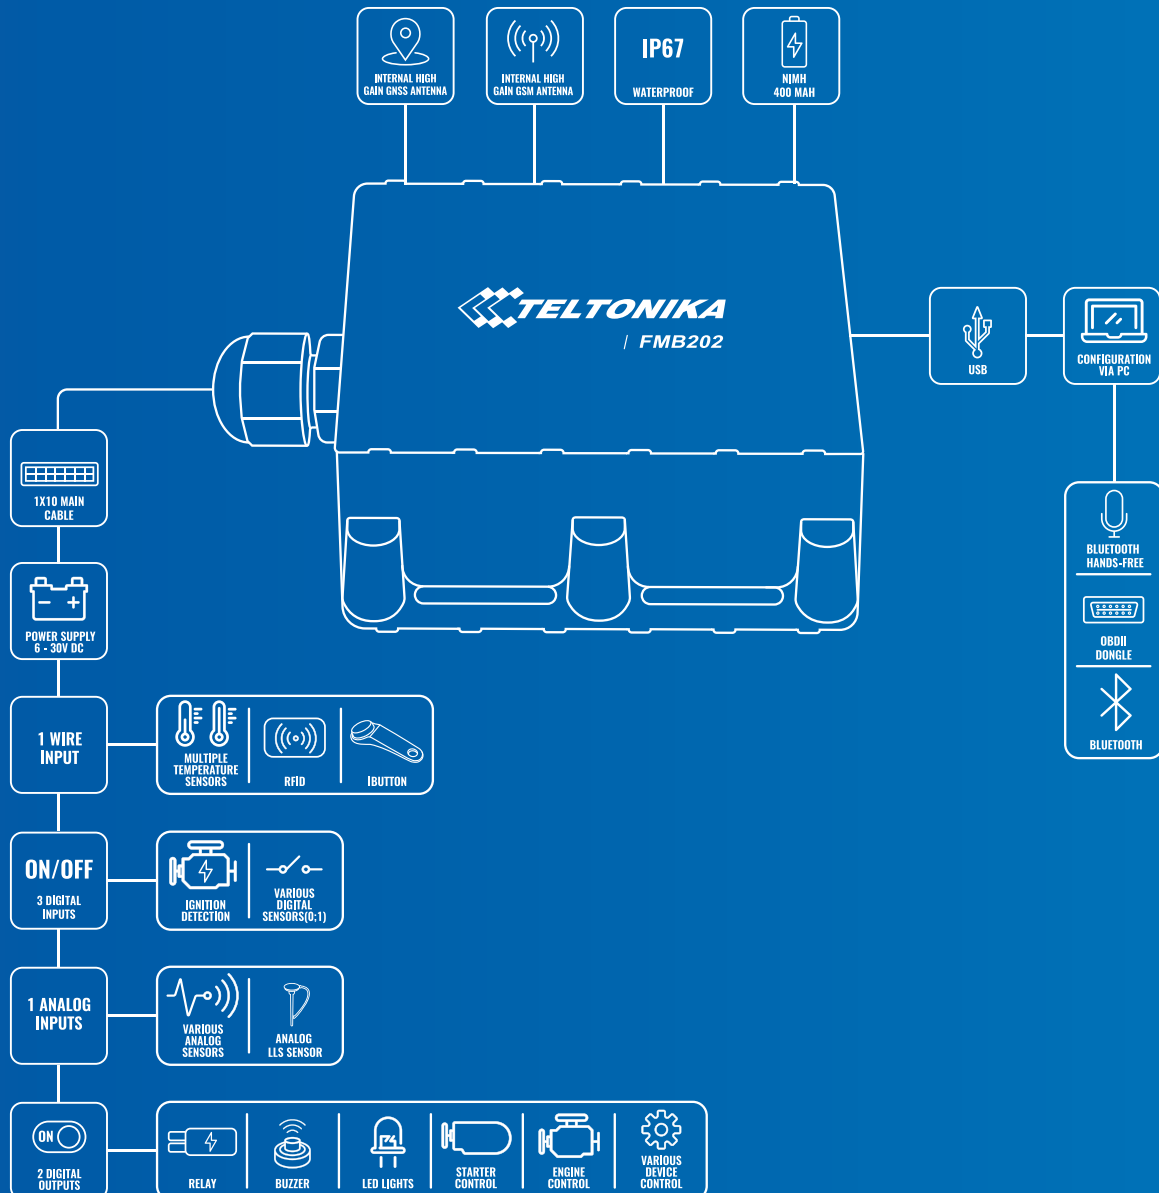 INTERNAL HIGH
GAIN GNSS ANTENNA
INTERNAL HIGH
GAIN GSM ANTENNA
IP67
WATERPROOF
NIMH
400 MAH
TELTONIKA
/ FMB202
USB
CONFIGURATION
VIA PC
1X10 MAIN
CABLE
BLUETOOTH
HANDS-FREE
OBDII
DONGLE
BLUETOOTH
POWER SUPPLY
6 - 30V DC
1 WIRE
INPUT
MULTIPLE
TEMPERATURE
SENSORS
RFID
IBUTTON
ON/OFF
3 DIGITAL
INPUTS
IGNITION
DETECTION
VARIOUS
DIGITAL
SENSORS(0;1)
1 ANALOG
INPUTS
VARIOUS
ANALOG
SENSORS
ANALOG
LLS SENSOR
ON
2 DIGITAL
OUTPUTS
RELAY
BUZZER
LED LIGHTS
STARTER
CONTROL
ENGINE
CONTROL
VARIOUS
DEVICE
CONTROL